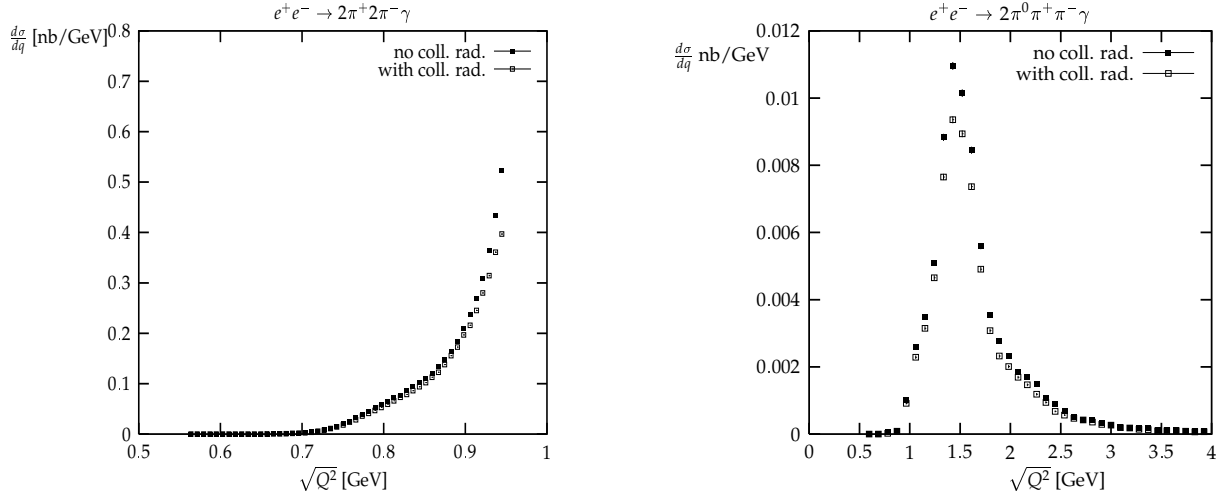 e⁺e⁻ → 2π⁺2π⁻γ
dσ/dq [nb/GeV]
no coll. rad.
with coll. rad.
0.8
0.7
0.6
0.5
0.4
0.3
0.2
0.1
0
0.5 0.6 0.7 0.8 0.9 1
√Q² [GeV]
e⁺e⁻ → 2π⁰π⁺π⁻γ
dσ/dq nb/GeV
no coll. rad.
with coll. rad.
0.012
0.01
0.008
0.006
0.004
0.002
0
0 0.5 1 1.5 2 2.5 3 3.5 4
√Q² [GeV]